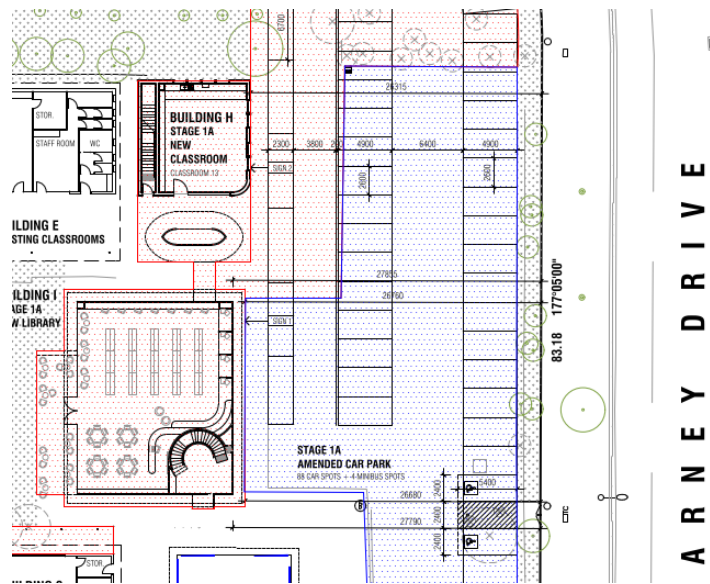 6700
26315
STOR.
STAFF ROOM
WC
BUILDING H
STAGE 1A
NEW
CLASSROOM
CLASSROOM 13
2300
3800
200
4900
6400
4900
SIGN 2
2600
2600
ILDING E
STING CLASSROOMS
27855
26760
ILDING I
AGE 1A
W LIBRARY
SIGN 1
177°05'00"
83.18
ARNEY DRIVE
STAGE 1A
AMENDED CAR PARK
88 CAR SPOTS + 4 MINIBUS SPOTS
5400
2400
26680
B
2400
27790
2400
TC
STOR.